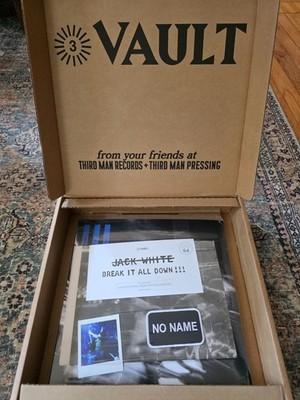 3 VAULT
from your friends at
THIRD MAN RECORDS + THIRD MAN PRESSING
JACK WHITE
BREAK IT ALL DOWN!!!
NO NAME